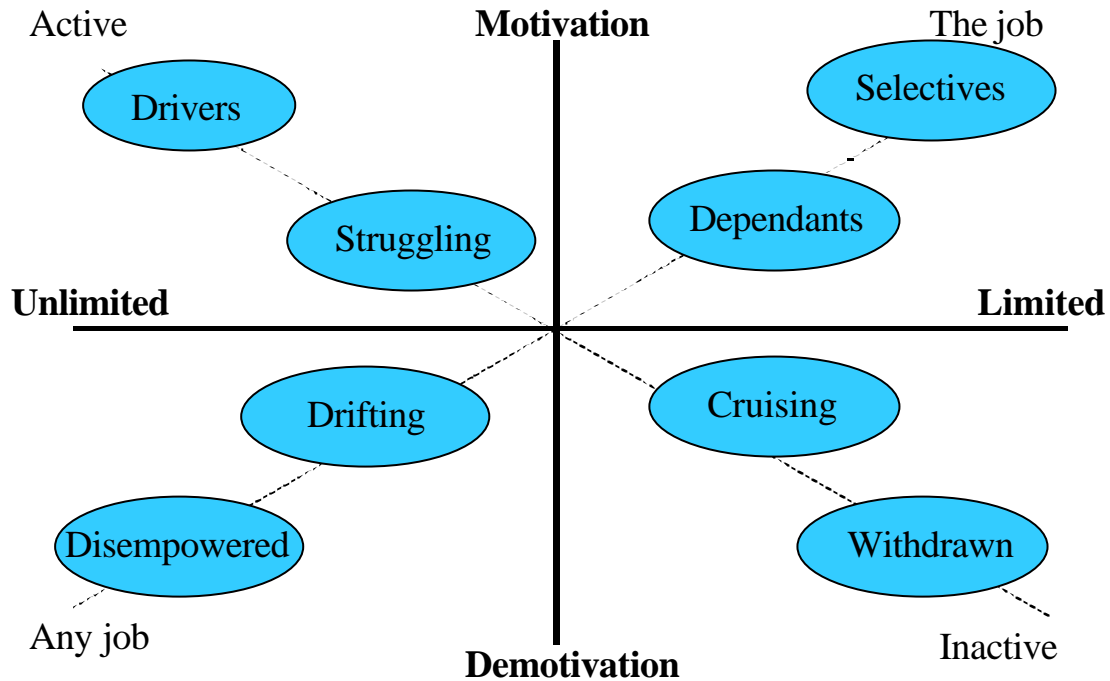 Active
Motivation
The job
Drivers
Selectives
Struggling
Dependants
Unlimited
Limited
Drifting
Cruising
Disempowered
Withdrawn
Any job
Demotivation
Inactive